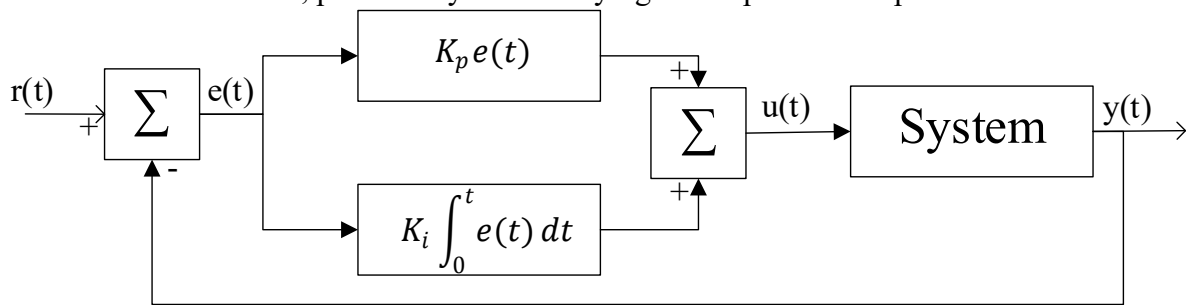 K_p e(t)
r(t)
+
∑
e(t)
-
+
∑
+
u(t)
System
y(t)
K_i ∫_0^t e(t) dt